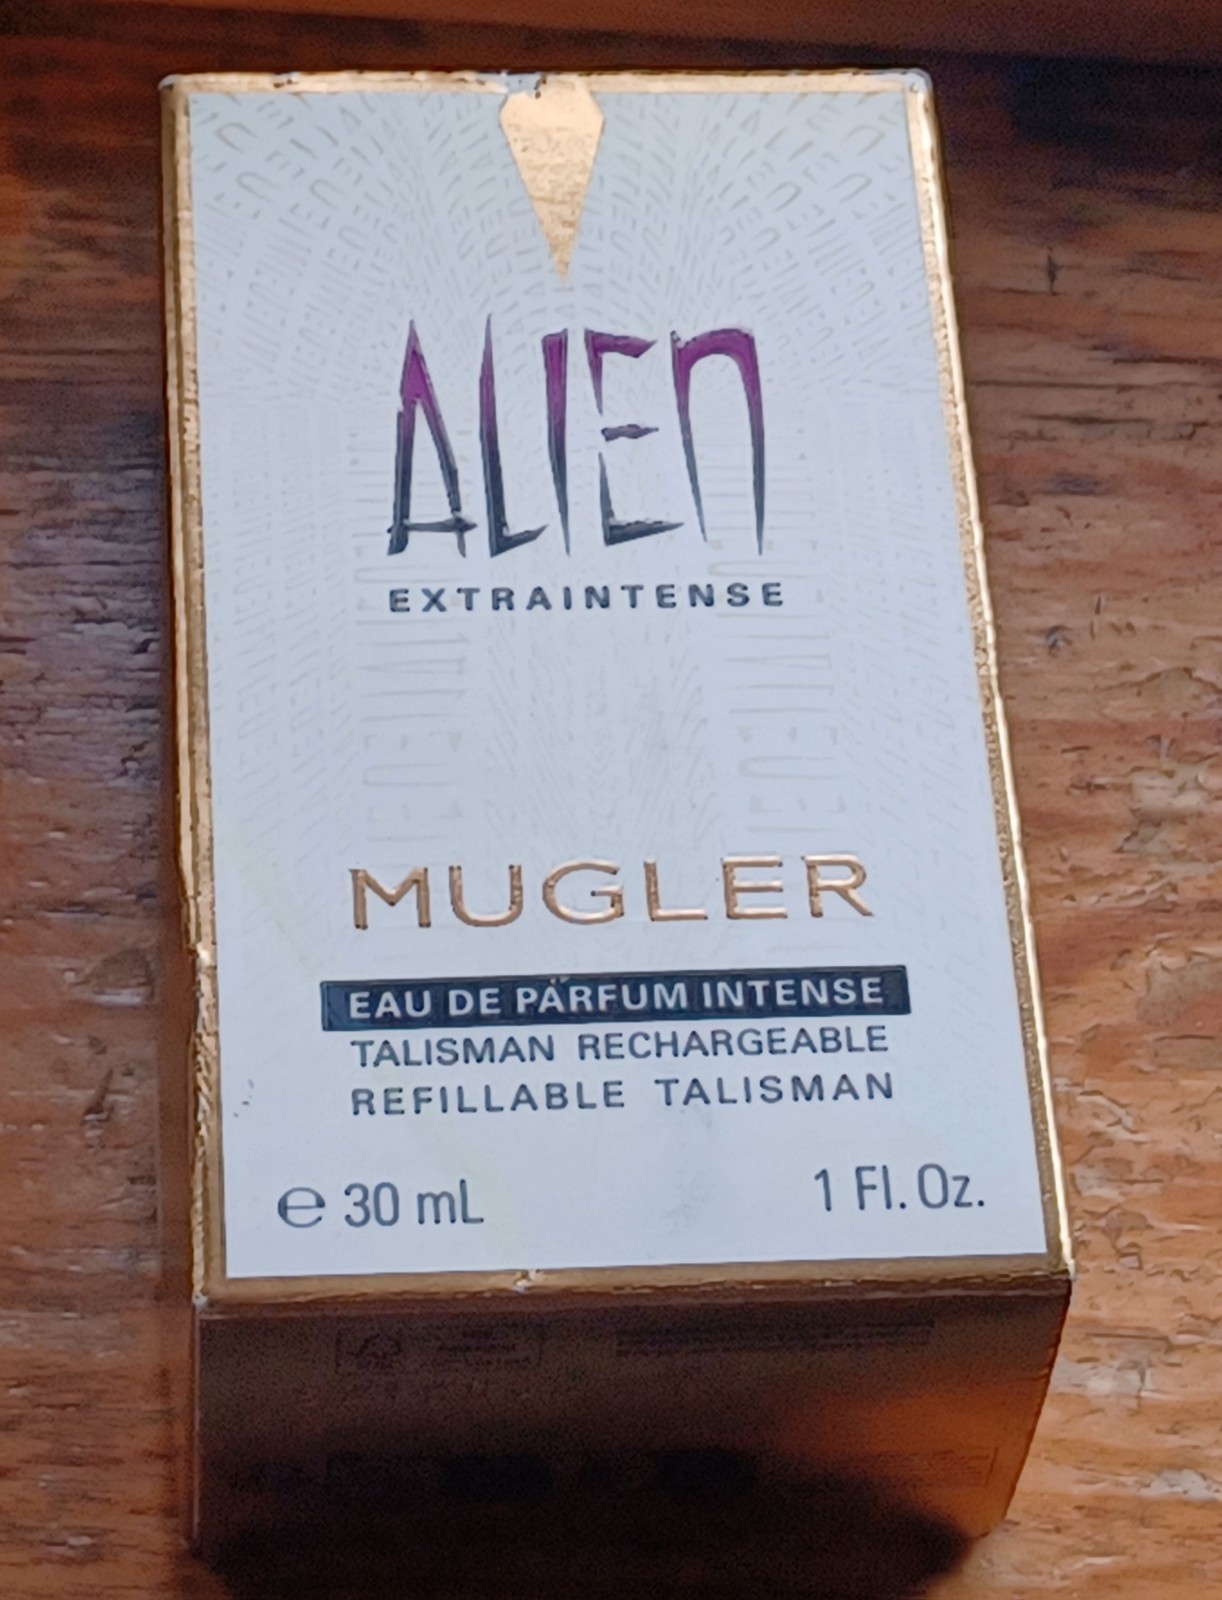 ALIEN
EXTRAINTENSE
MUGLER
EAU DE PARFUM INTENSE
TALISMAN RECHARGEABLE
REFILLABLE TALISMAN
℮ 30 mL 1 Fl. Oz.